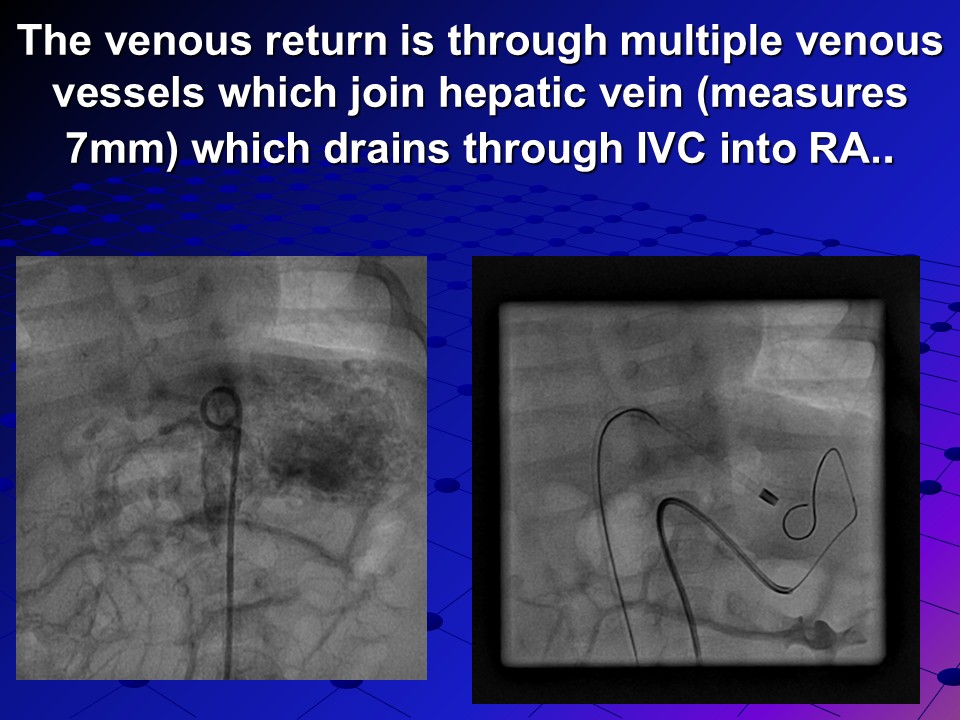 The venous return is through multiple venous
vessels which join hepatic vein (measures
7mm) which drains through IVC into RA..